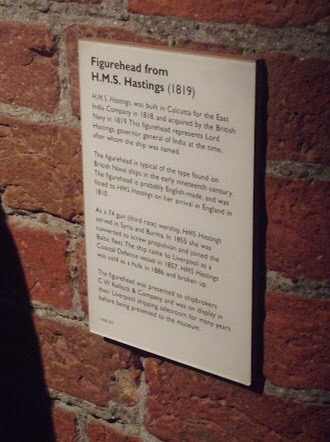 Figurehead from
H.M.S. Hastings (1819)
H.M.S. Hastings, was built in Calcutta for the East
India Company in 1818, and acquired by the British
Navy in 1819. This figurehead represents Lord
Hastings, governor general of India at the time,
after whom the ship was named.
The figurehead is typical of the type found on
British Naval ships in the early nineteenth century.
The figurehead is probably English-made, and was
fitted to HMS Hastings on her arrival in England in
1810.
As a 74 gun (third rate) warship, HMS Hastings
served in Syria and Burma. In 1855 she was
converted to screw propulsion and joined the
Baltic fleet. The ship came to Liverpool as a
Coastal Defence vessel in 1857. HMS Hastings
was sold as a hulk in 1886 and broken up.
The figurehead was presented to shipbrokers
C.W. Kellock & Company and was on display in
their Liverpool shipping salesroom for many years
before being presented to the museum.